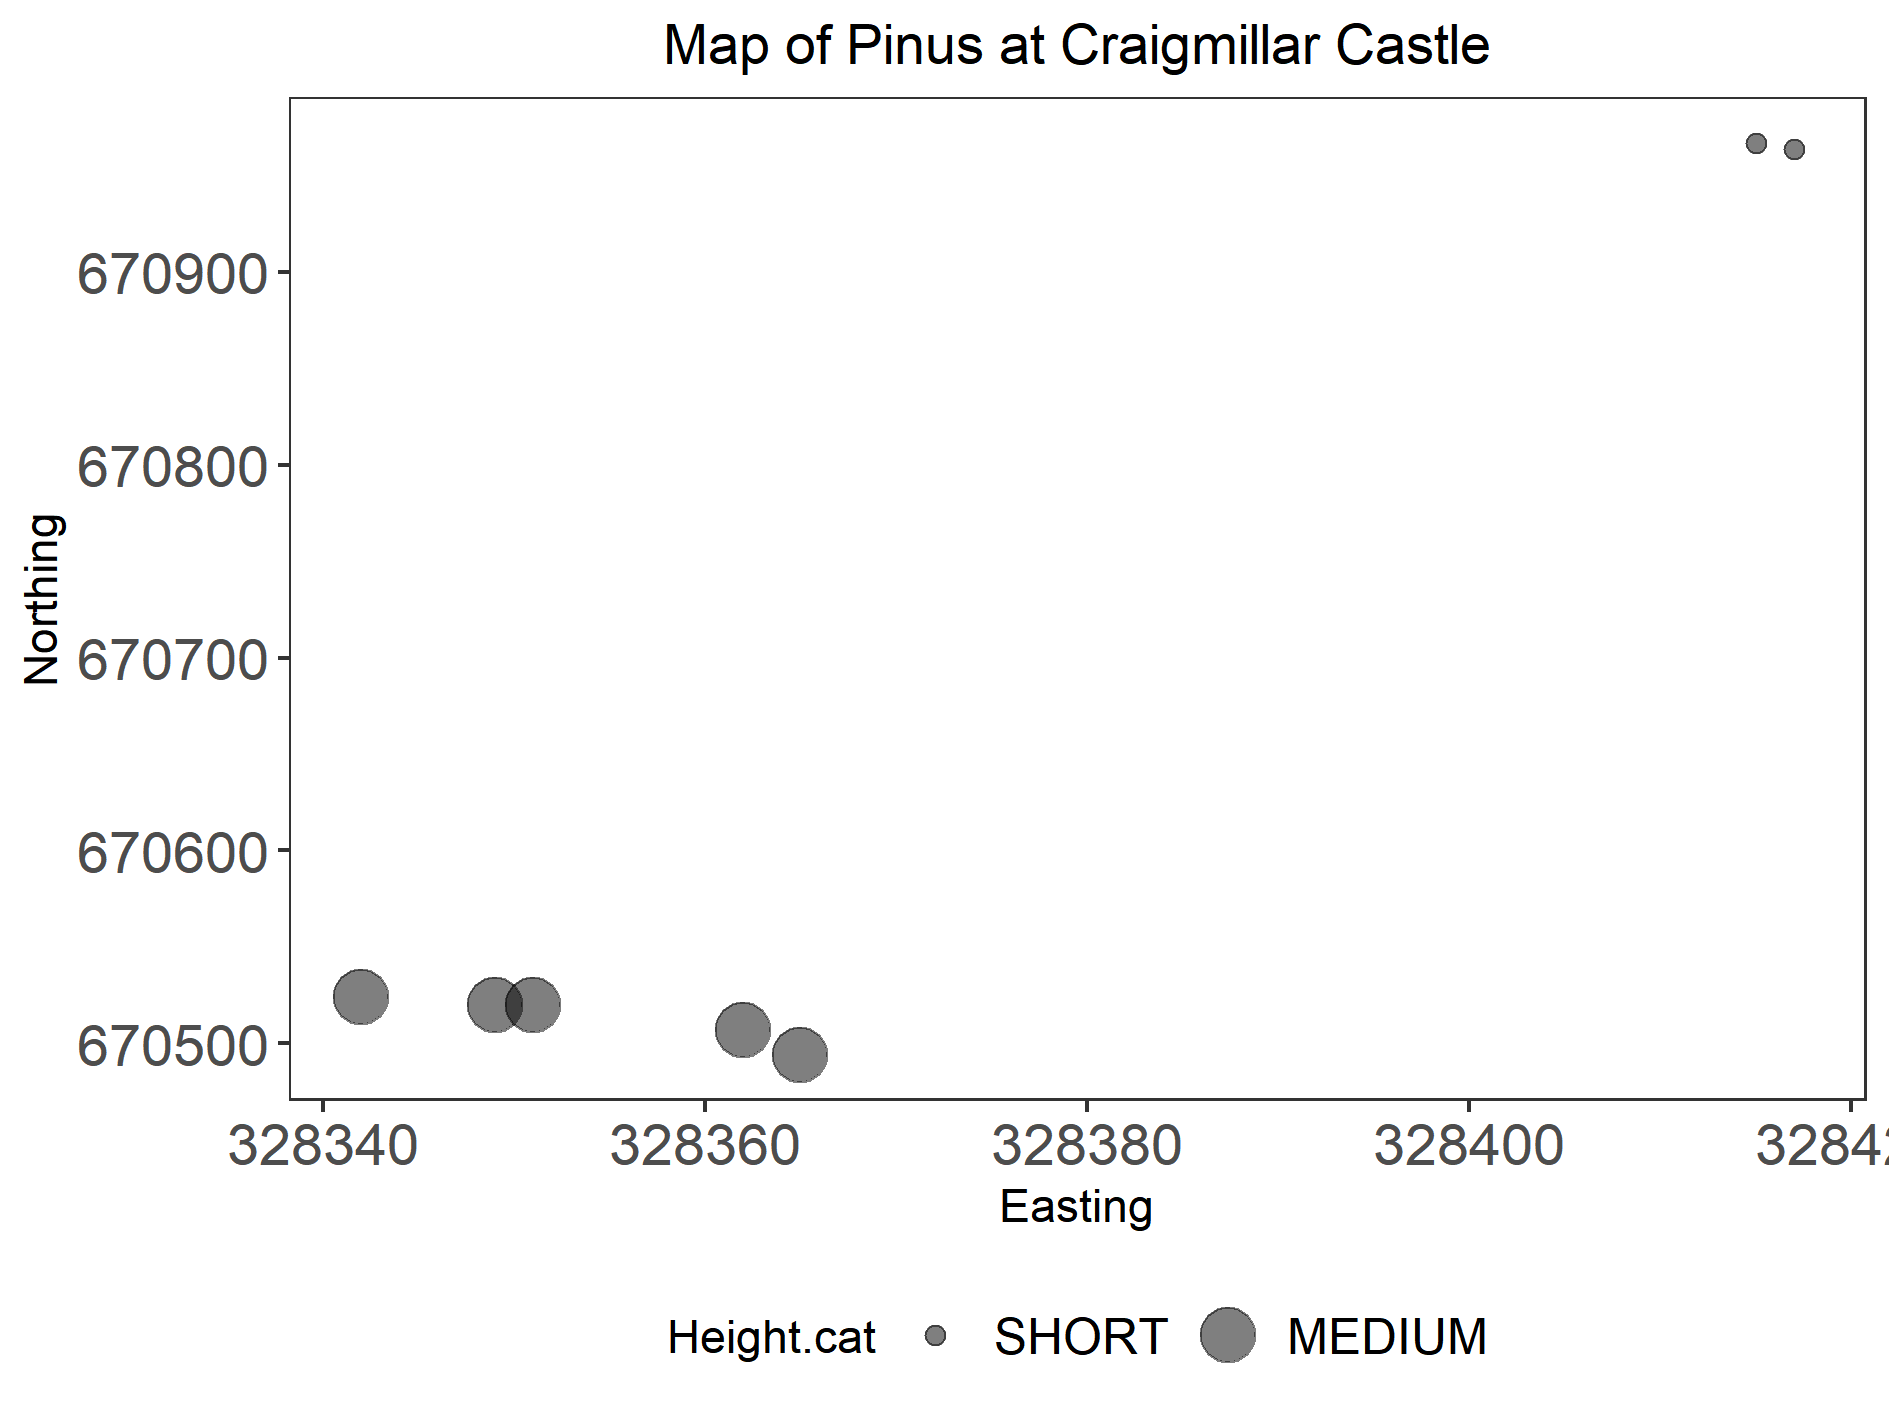 Map of Pinus at Craigmillar Castle
670900
670800
670700
670600
670500
Northing
328340 328360 328380 328400
Easting
Height.cat SHORT MEDIUM